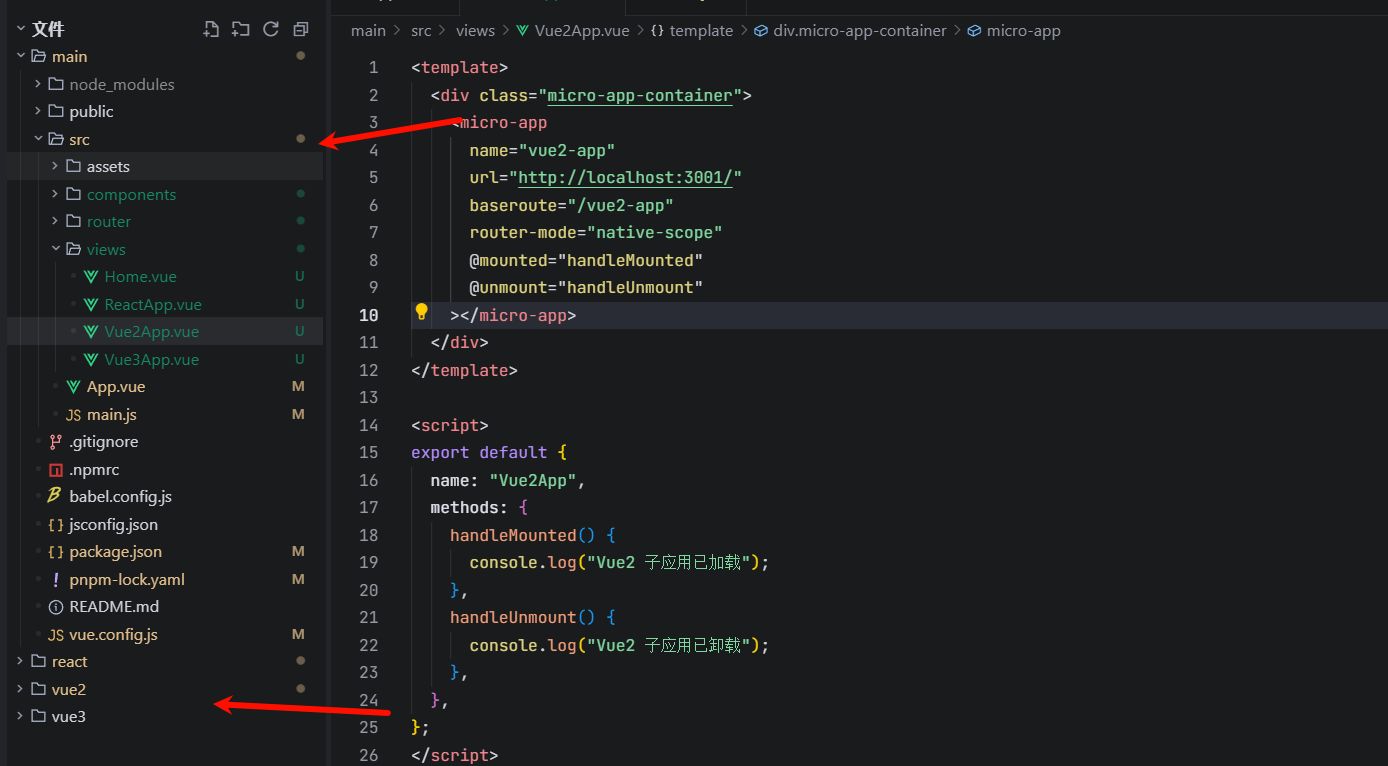 文件
main
node_modules
public
src
assets
components
router
views
Home.vue U
ReactApp.vue U
Vue2App.vue U
Vue3App.vue U
App.vue M
JS main.js M
.gitignore
.npmrc
babel.config.js
{} jsconfig.json
{} package.json M
! pnpm-lock.yaml M
README.md
JS vue.config.js M
react
vue2
vue3
main > src > views > Vue2App.vue > {} template > div.micro-app-container > micro-app
1 <template>
2 <div class="micro-app-container">
3 <micro-app
4 name="vue2-app"
5 url="http://localhost:3001/"
6 baseroute="/vue2-app"
7 router-mode="native-scope"
8 @mounted="handleMounted"
9 @unmount="handleUnmount"
10 ></micro-app>
11 </div>
12 </template>
13
14 <script>
15 export default {
16 name: "Vue2App",
17 methods: {
18 handleMounted() {
19 console.log("Vue2 子应用已加载");
20 },
21 handleUnmount() {
22 console.log("Vue2 子应用已卸载");
23 },
24 },
25 };
26 </script>